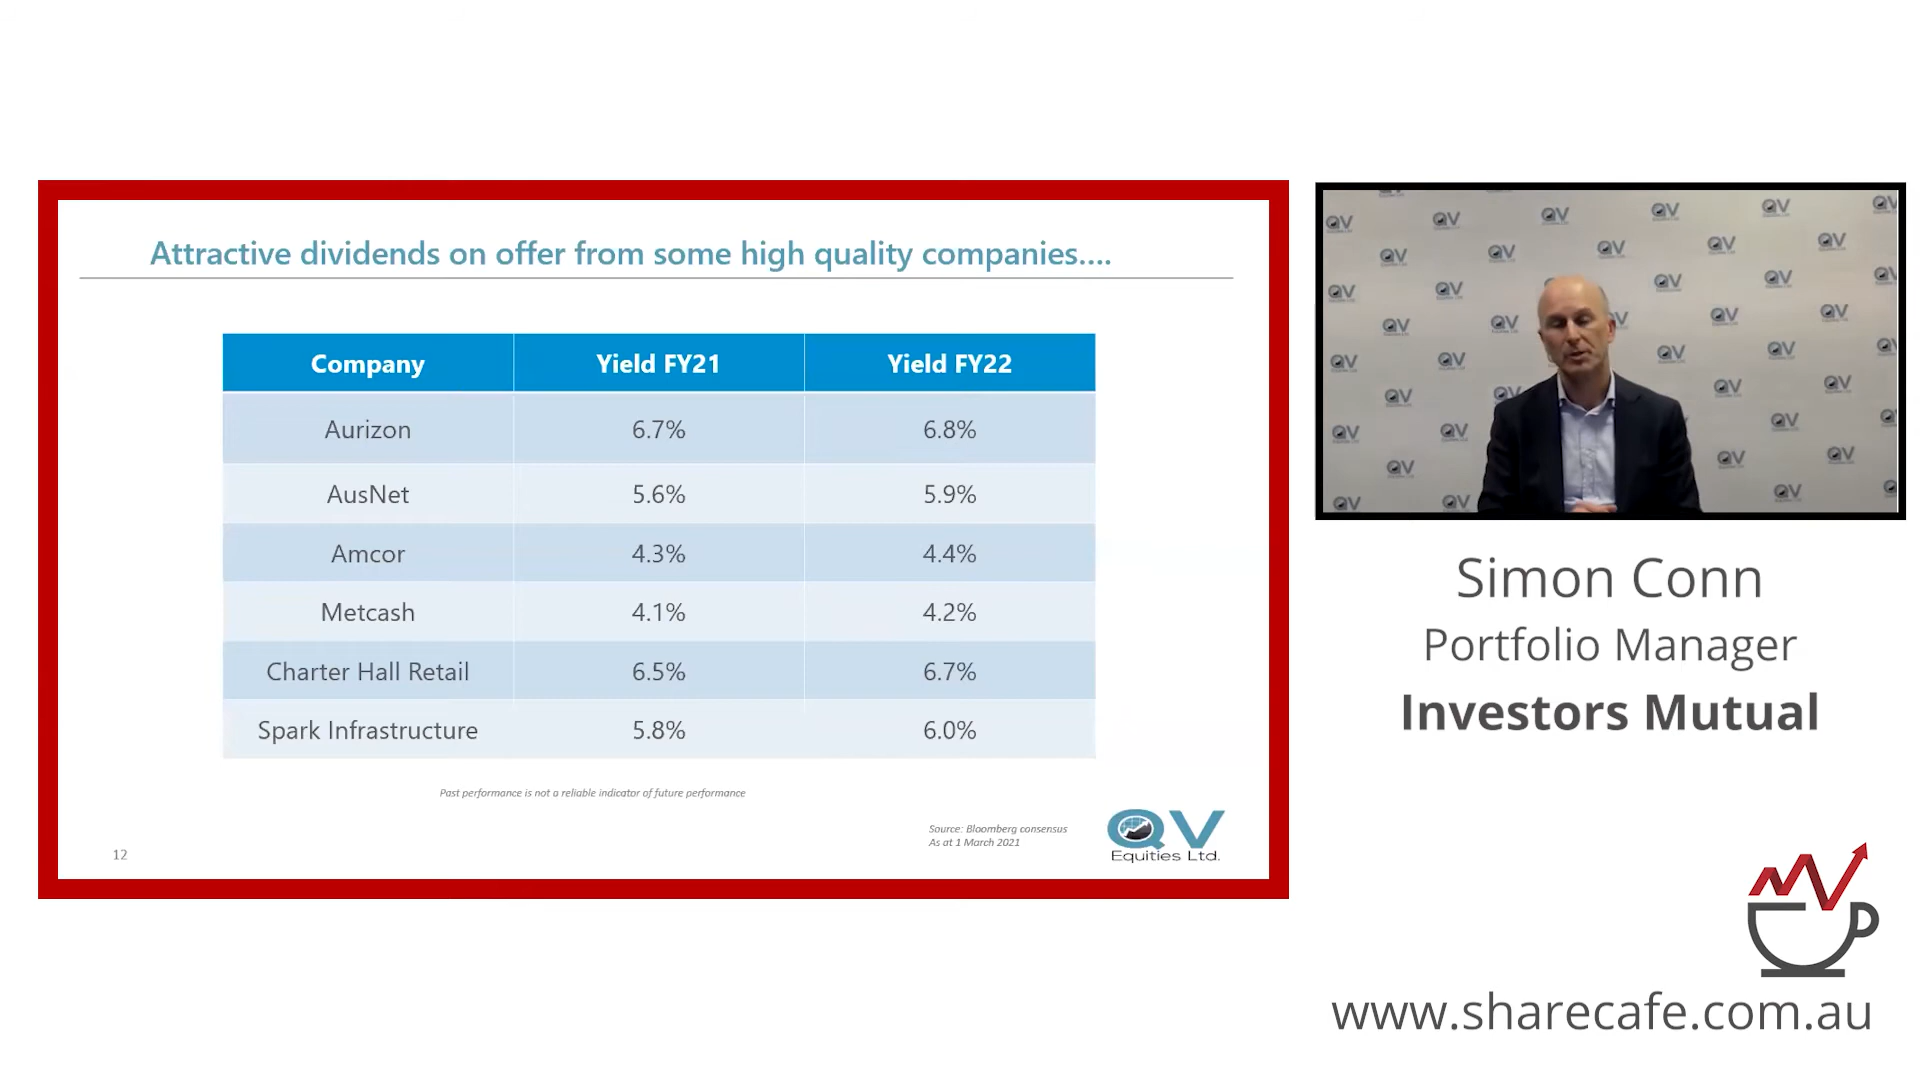 Attractive dividends on offer from some high quality companies....
Company Yield FY21 Yield FY22
Aurizon 6.7% 6.8%
AusNet 5.6% 5.9%
Amcor 4.3% 4.4%
Metcash 4.1% 4.2%
Charter Hall Retail 6.5% 6.7%
Spark Infrastructure 5.8% 6.0%
Past performance is not a reliable indicator of future performance
Source: Bloomberg consensus
As at 1 March 2021
12
QV
Equities Ltd.
QV
Simon Conn
Portfolio Manager
Investors Mutual
www.sharecafe.com.au